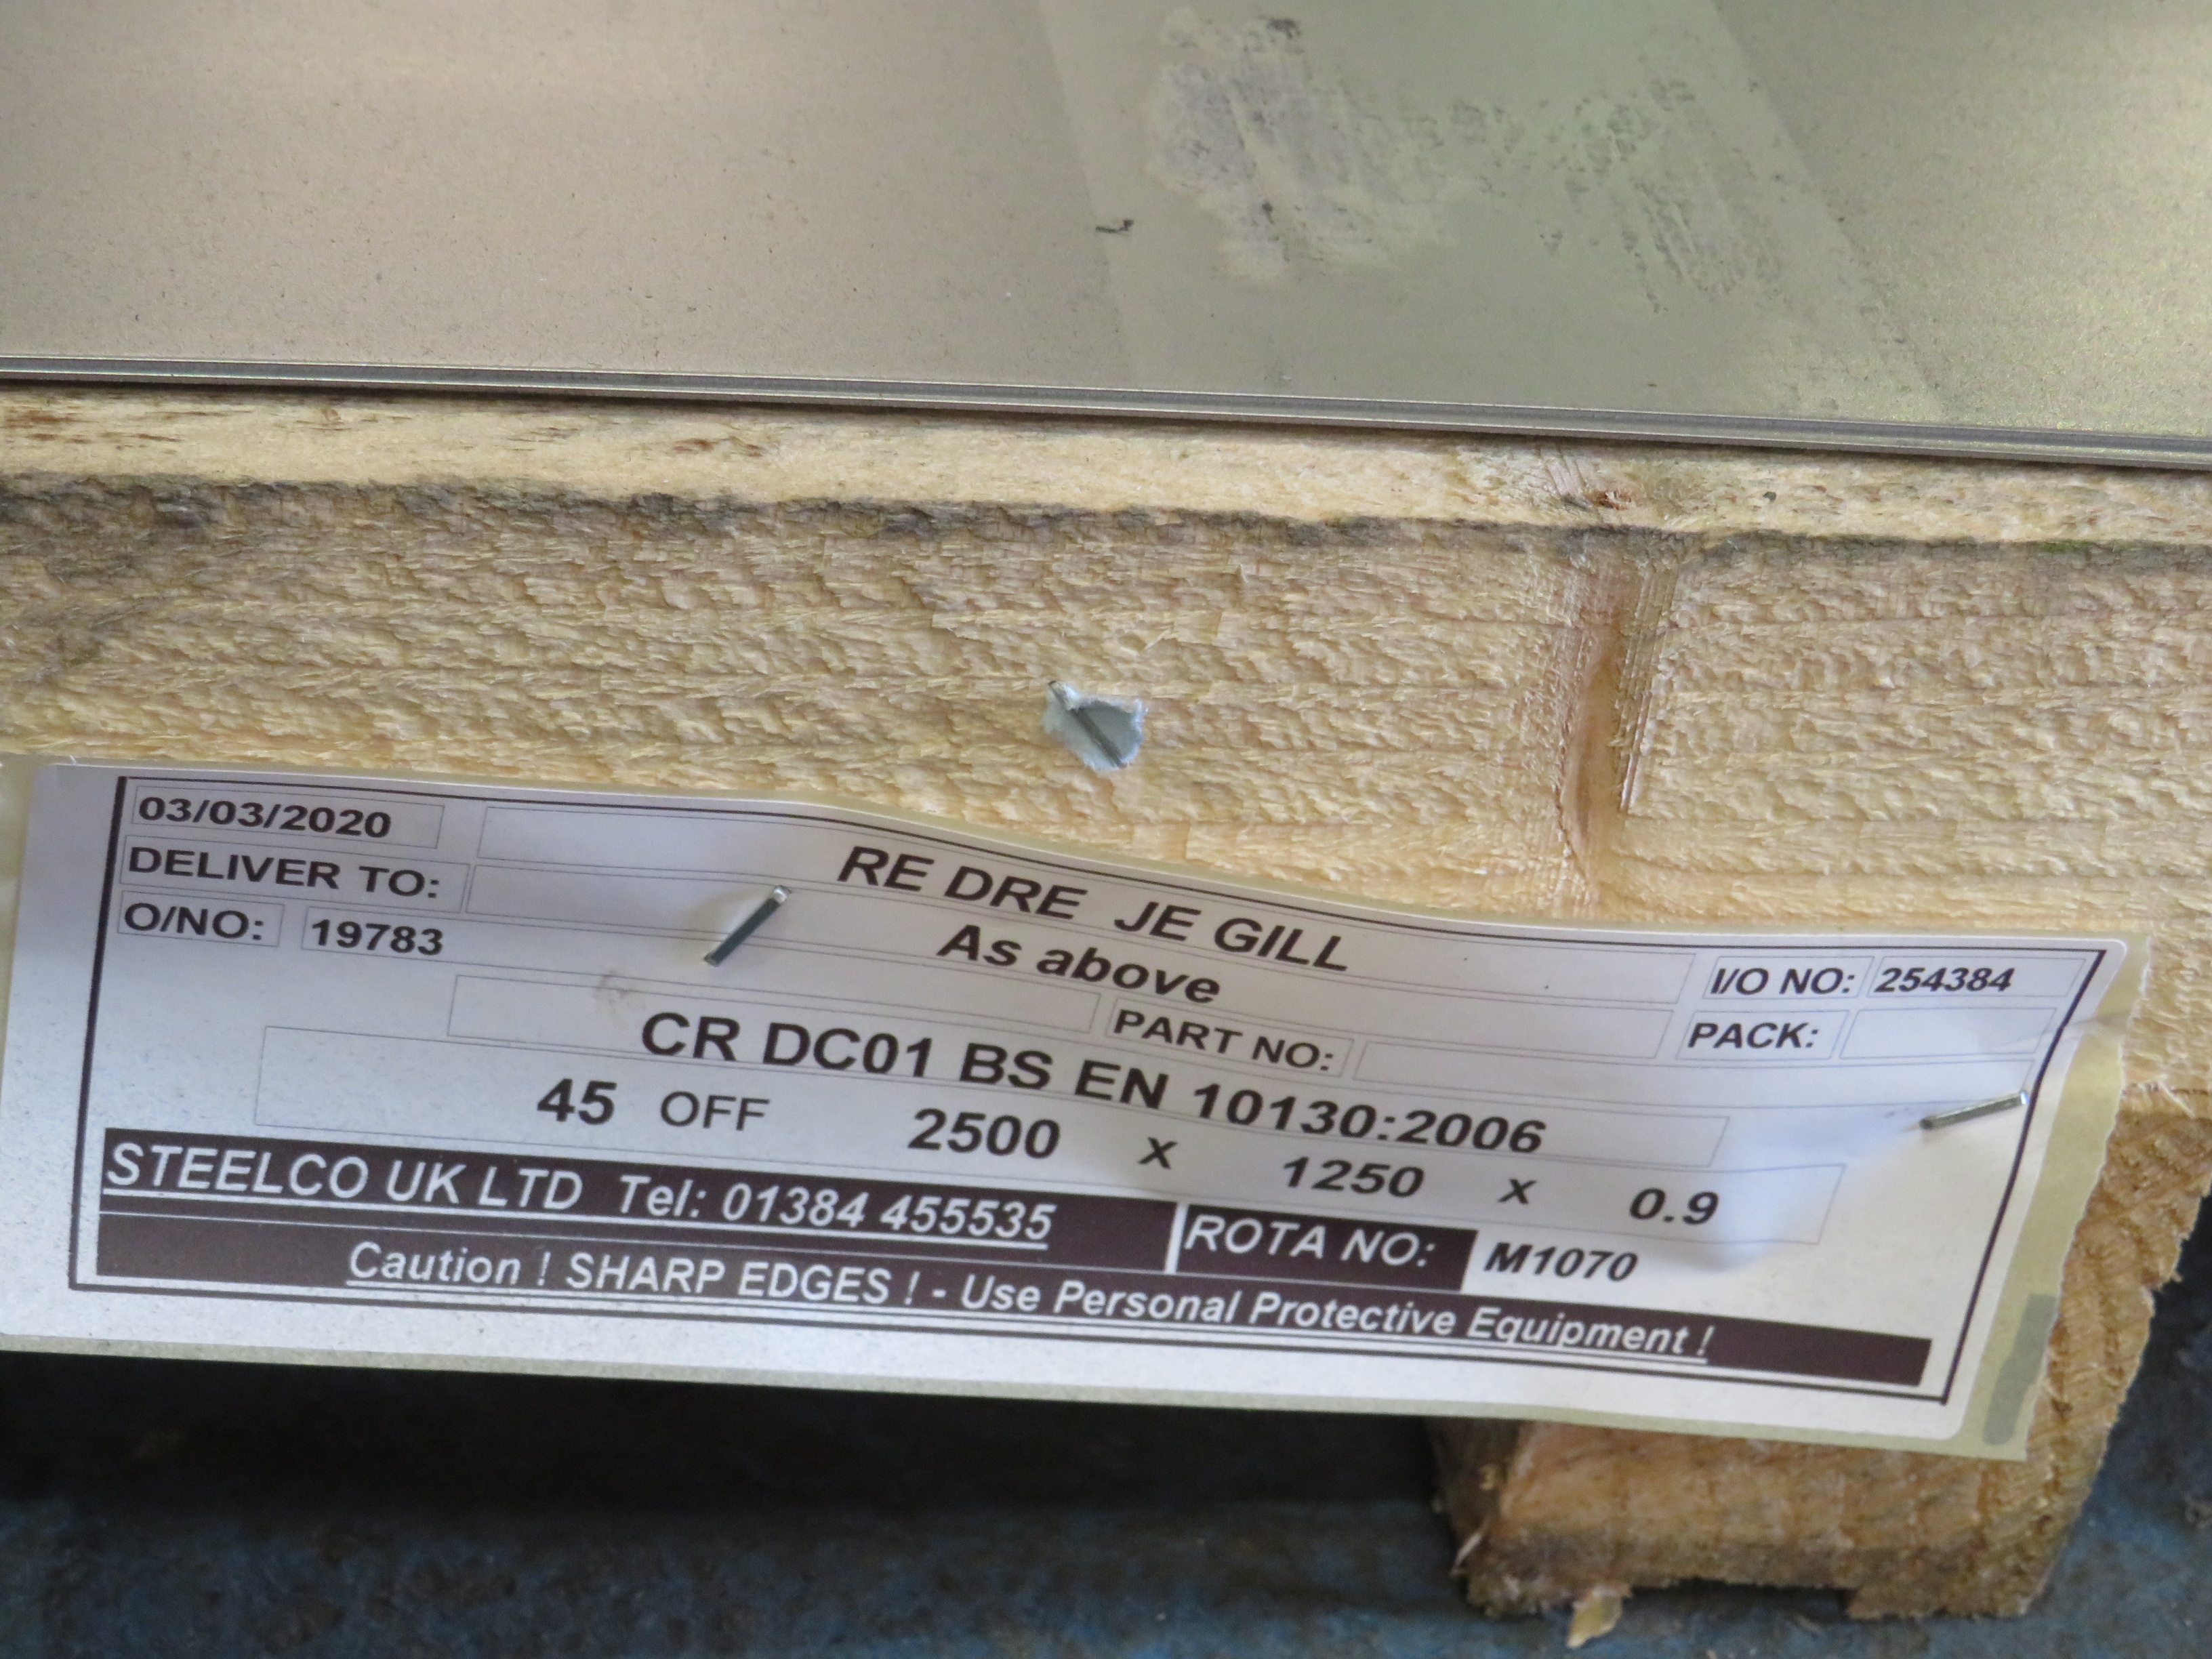 03/03/2020 RE DRE JE GILL I/O NO: 254384
DELIVER TO: As above PACK:
O/NO: 19783 PART NO:
CR DC01 BS EN 10130:2006
45 OFF 2500 x 1250 x 0.9
STEELCO UK LTD Tel: 01384 455535 ROTA NO: M1070
Caution ! SHARP EDGES ! - Use Personal Protective Equipment !